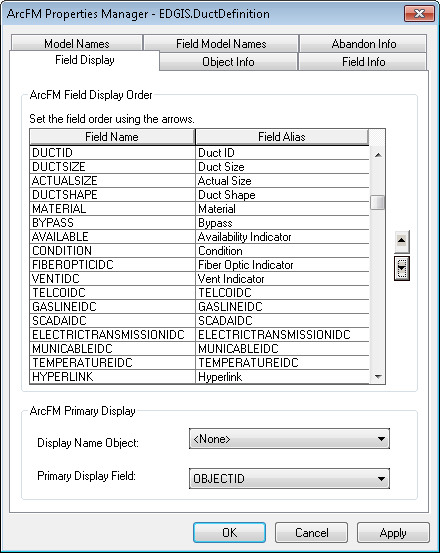 ArcFM Properties Manager - EDGIS.DuctDefinition
Model Names Field Model Names Abandon Info
Field Display Object Info Field Info
ArcFM Field Display Order
Set the field order using the arrows.
Field Name Field Alias
DUCTID Duct ID
DUCTSIZE Duct Size
ACTUALSIZE Actual Size
DUCTSHAPE Duct Shape
MATERIAL Material
BYPASS Bypass
AVAILABLE Availability Indicator
CONDITION Condition
FIBEROPTICIDC Fiber Optic Indicator
VENTIDC Vent Indicator
TELCOIDC TELCOIDC
GASLINEIDC GASLINEIDC
SCADAIDC SCADAIDC
ELECTRICTRANSMISSIONIDC ELECTRICTRANSMISSIONIDC
MUNICABLEIDC MUNICABLEIDC
TEMPERATUREIDC TEMPERATUREIDC
HYPERLINK Hyperlink
ArcFM Primary Display
Display Name Object: <None>
Primary Display Field: OBJECTID
OK Cancel Apply